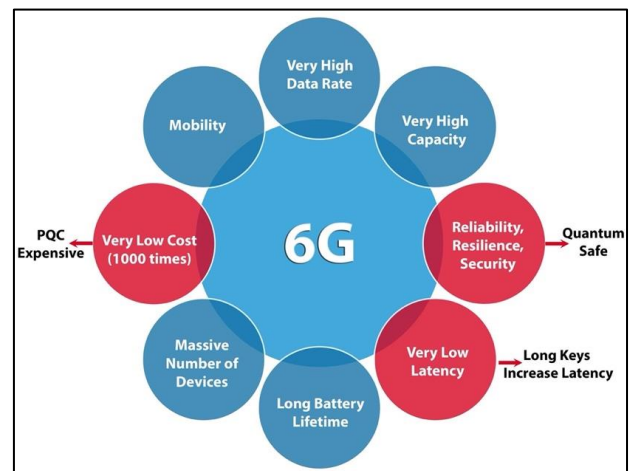 Very High
Data Rate
Mobility
Very High
Capacity
PQC
Expensive
Very Low Cost
(1000 times)
6G
Reliability,
Resilience,
Security
Quantum
Safe
Massive
Number of
Devices
Very Low
Latency
Long Keys
Increase Latency
Long Battery
Lifetime